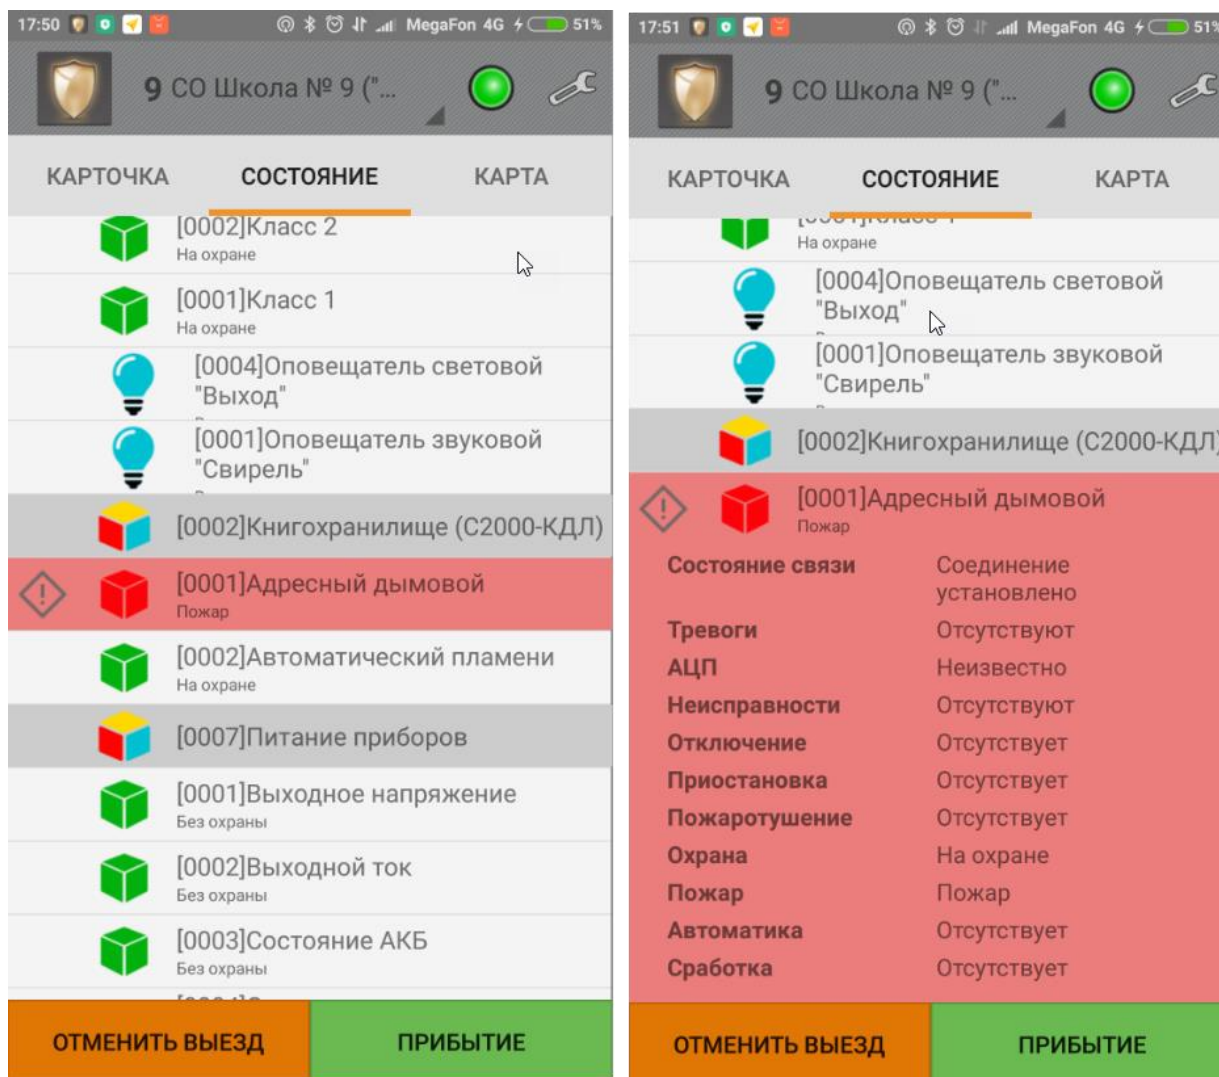 17:50
MegaFon 4G
51%
9 СО Школа № 9 ("...
КАРТОЧКА
СОСТОЯНИЕ
КАРТА
[0002]Класс 2
На охране
[0001]Класс 1
На охране
[0004]Оповещатель световой
"Выход"
[0001]Оповещатель звуковой
"Свирель"
[0002]Книгохранилище (С2000-КДЛ)
[0001]Адресный дымовой
Пожар
[0002]Автоматический пламени
На охране
[0007]Питание приборов
[0001]Выходное напряжение
Без охраны
[0002]Выходной ток
Без охраны
[0003]Состояние АКБ
Без охраны
ОТМЕНИТЬ ВЫЕЗД
ПРИБЫТИЕ
17:51
MegaFon 4G
51%
9 СО Школа № 9 ("...
КАРТОЧКА
СОСТОЯНИЕ
КАРТА
На охране
[0004]Оповещатель световой
"Выход"
[0001]Оповещатель звуковой
"Свирель"
[0002]Книгохранилище (С2000-КДЛ)
[0001]Адресный дымовой
Пожар
Состояние связи Соединение
установлено
Тревоги Отсутствуют
АЦП Неизвестно
Неисправности Отсутствуют
Отключение Отсутствует
Приостановка Отсутствует
Пожаротушение Отсутствует
Охрана На охране
Пожар Пожар
Автоматика Отсутствует
Сработка Отсутствует
ОТМЕНИТЬ ВЫЕЗД
ПРИБЫТИЕ